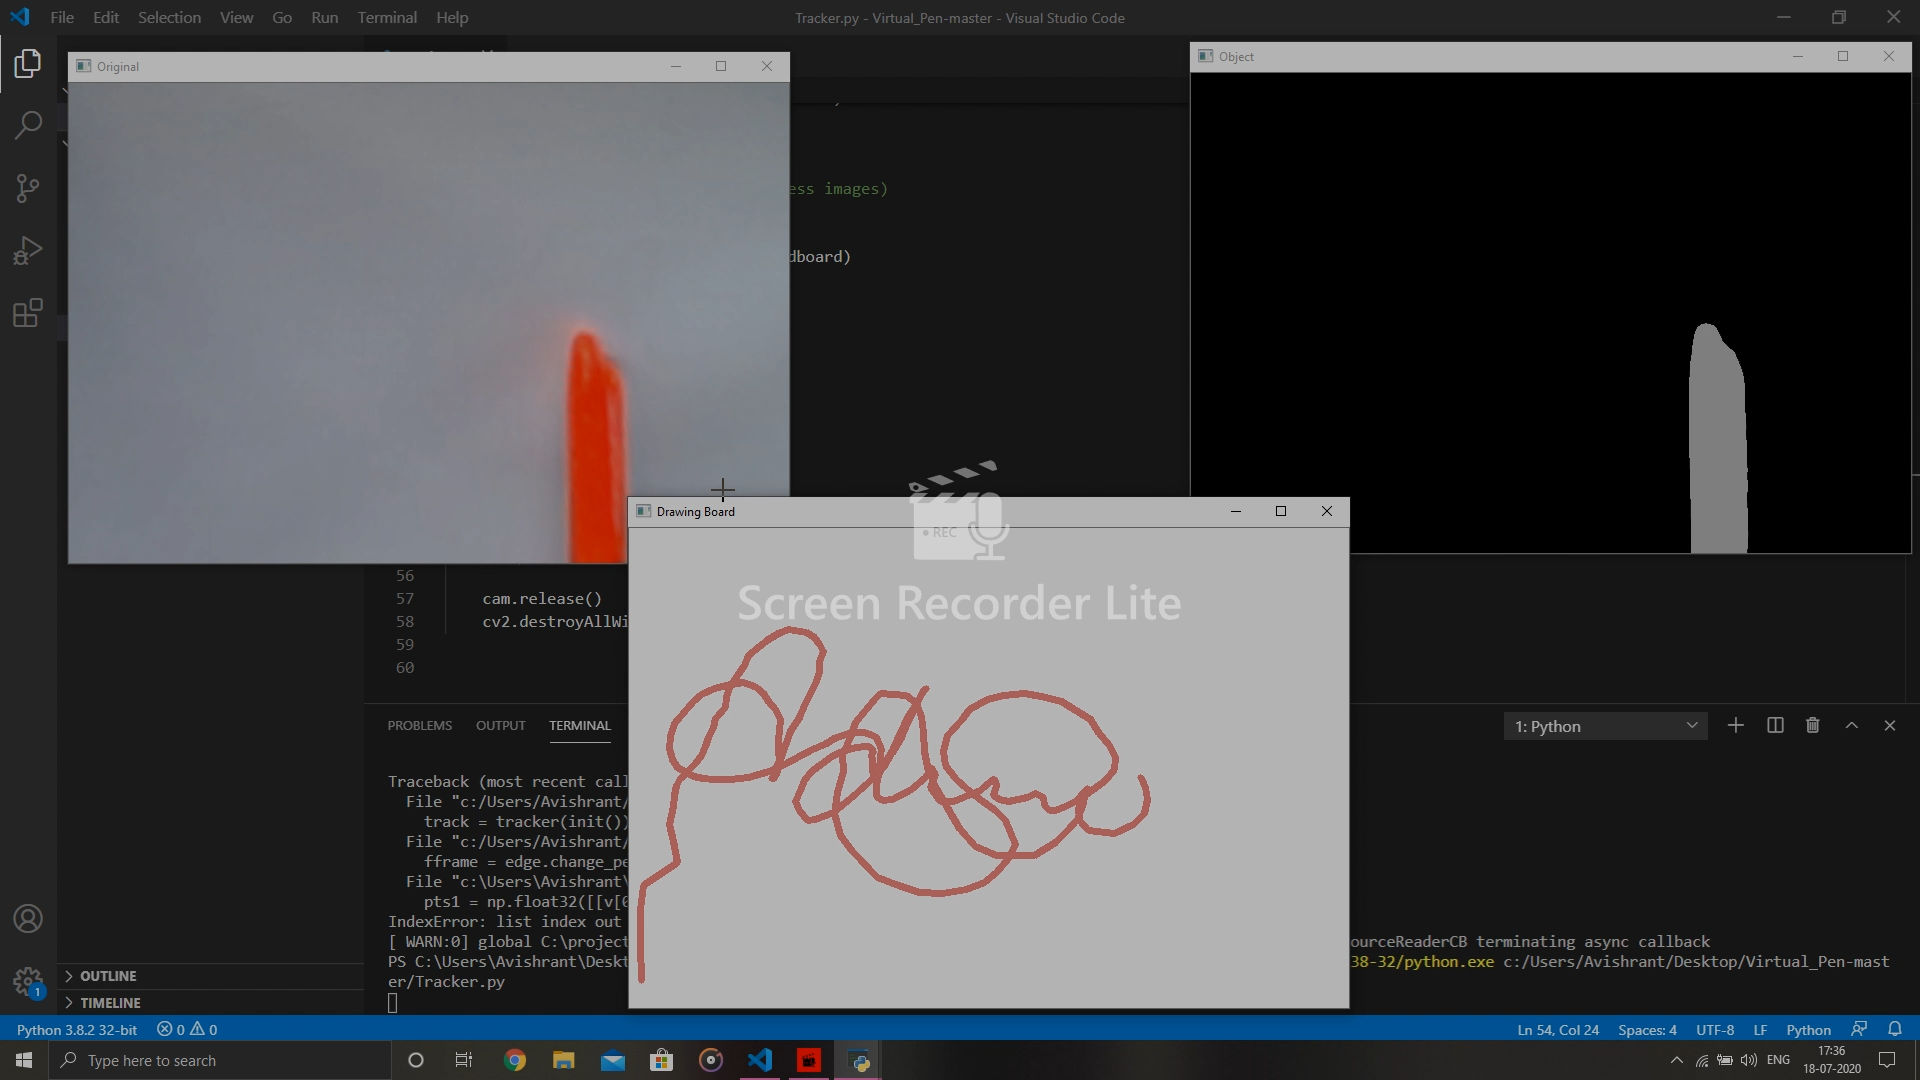 File Edit Selection View Go Run Terminal Help
Tracker.py - Virtual_Pen-master - Visual Studio Code
Original
Object
ess images)
dboard)
Drawing Board
• REC
Screen Recorder Lite
56
57 cam.release()
58 cv2.destroyAllWi
59
60
PROBLEMS OUTPUT TERMINAL
1: Python
Traceback (most recent call
File "c:/Users/Avishrant/
track = tracker(init())
File "c:/Users/Avishrant/
fframe = edge.change_pe
File "c:\Users\Avishrant\
pts1 = np.float32([[v[0
IndexError: list index out
[ WARN:0] global C:\project ourceReaderCB terminating async callback
PS C:\Users\Avishrant\Deskt 38-32/python.exe c:/Users/Avishrant/Desktop/Virtual_Pen-mast
er/Tracker.py
OUTLINE
TIMELINE
1
Python 3.8.2 32-bit 0 0
Ln 54, Col 24 Spaces: 4 UTF-8 LF Python
Type here to search
ENG
17:36
18-07-2020